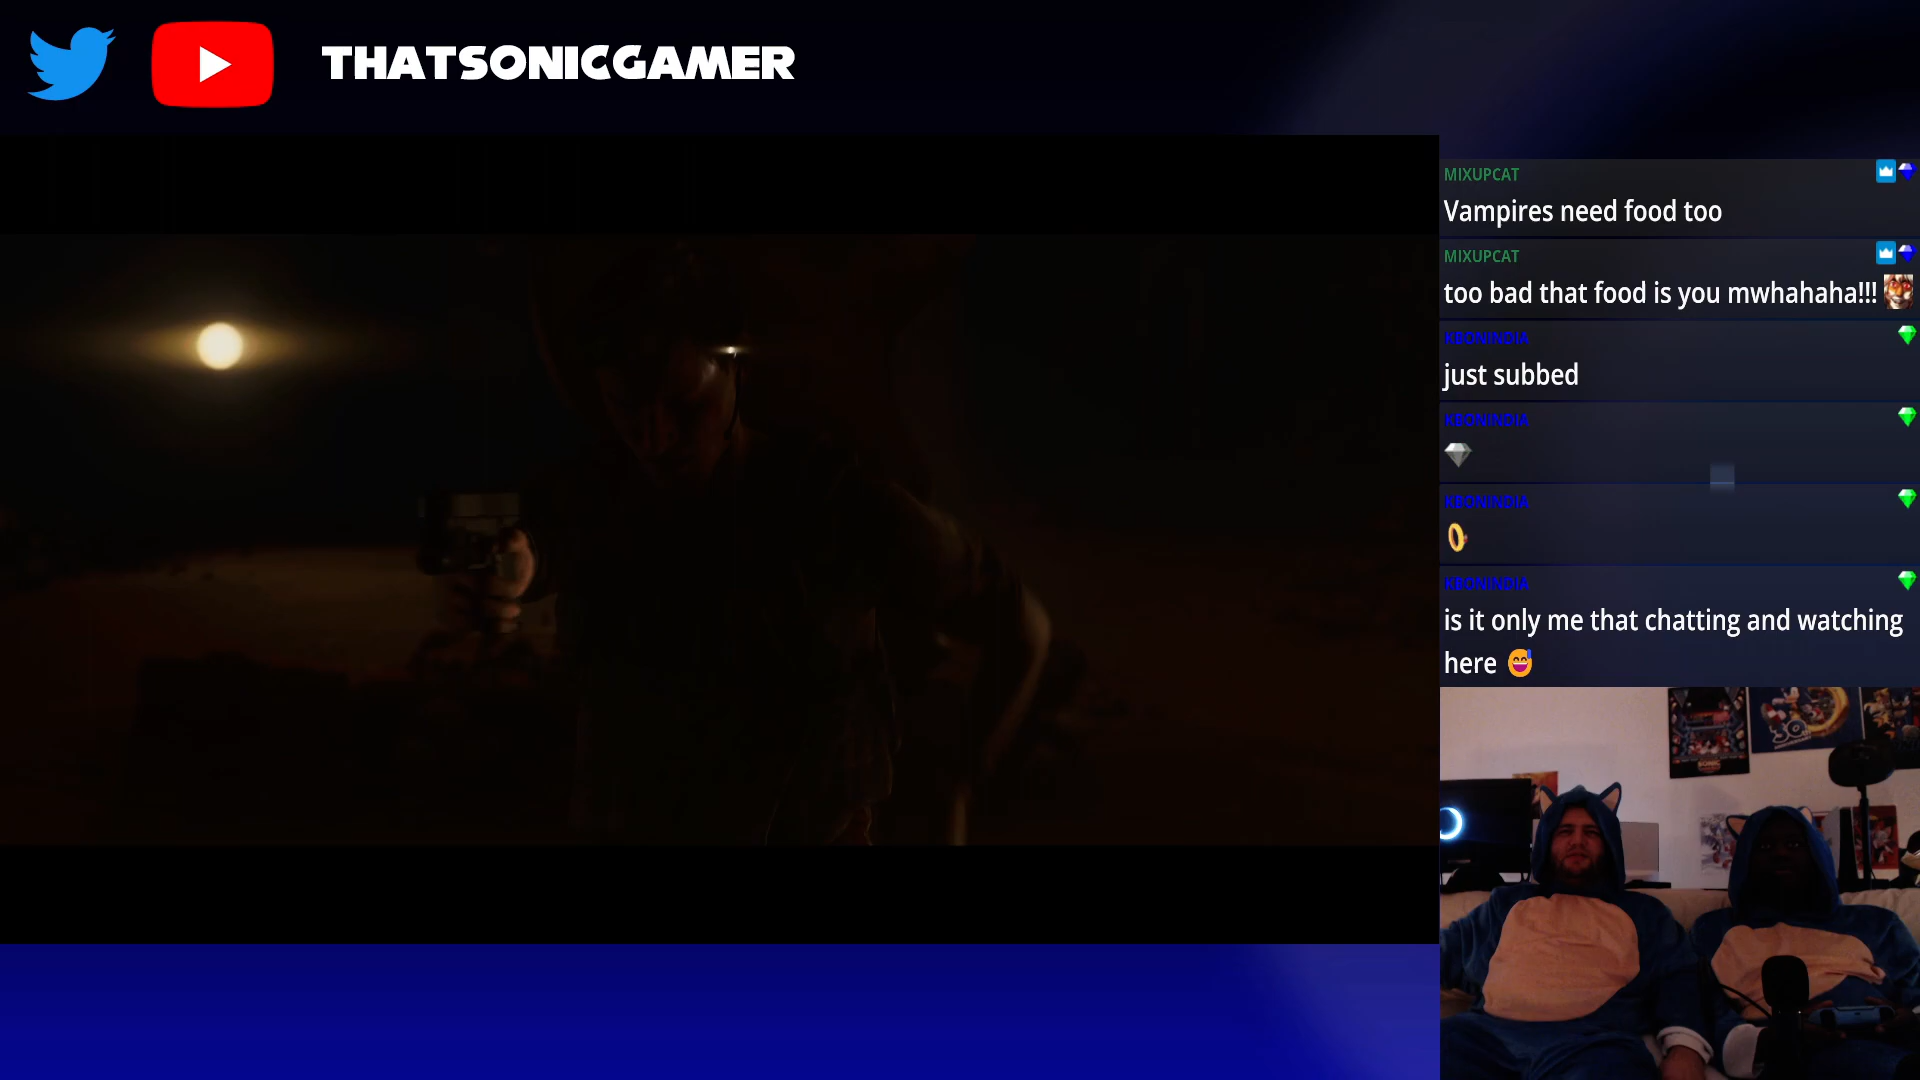 THATSONICGAMER
MIXUPCAT
Vampires need food too
MIXUPCAT
too bad that food is you mwhahaha!!!
KBONINDIA
just subbed
KBONINDIA
KBONINDIA
KBONINDIA
is it only me that chatting and watching
here
SONIC